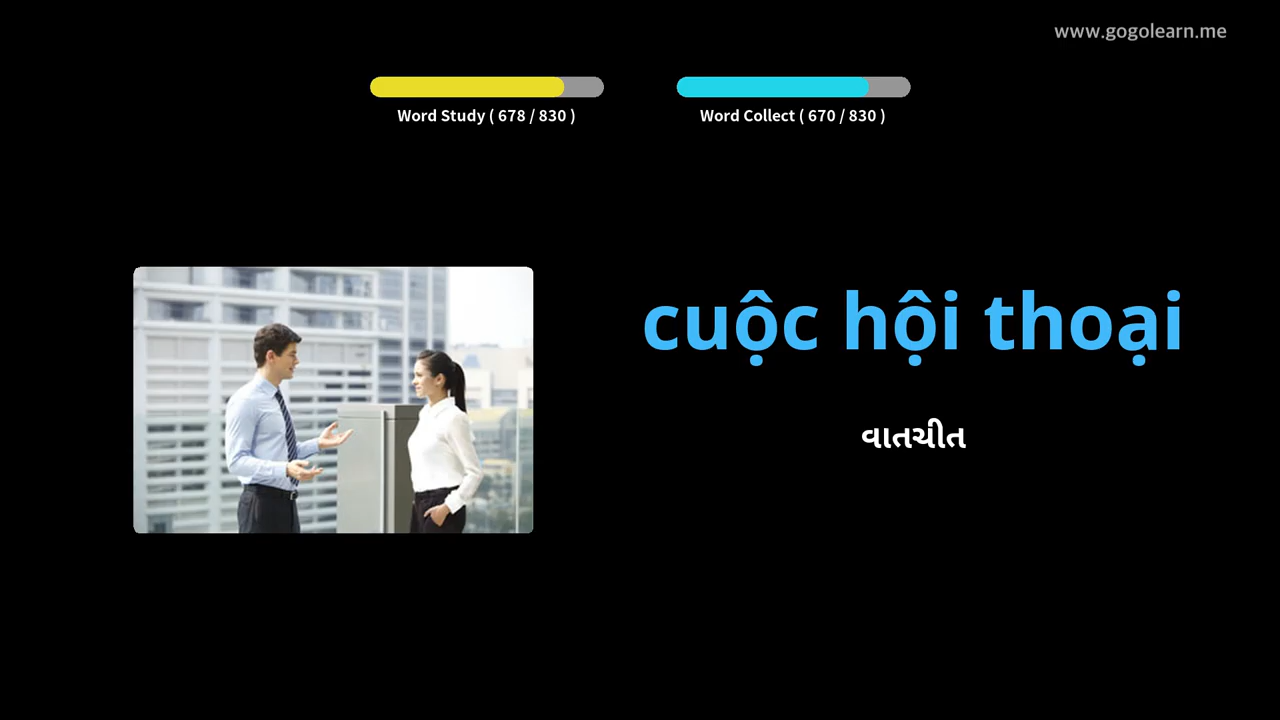 www.gogolearn.me
Word Study ( 678 / 830 )
Word Collect ( 670 / 830 )
cuộc hội thoại
વાતચીત